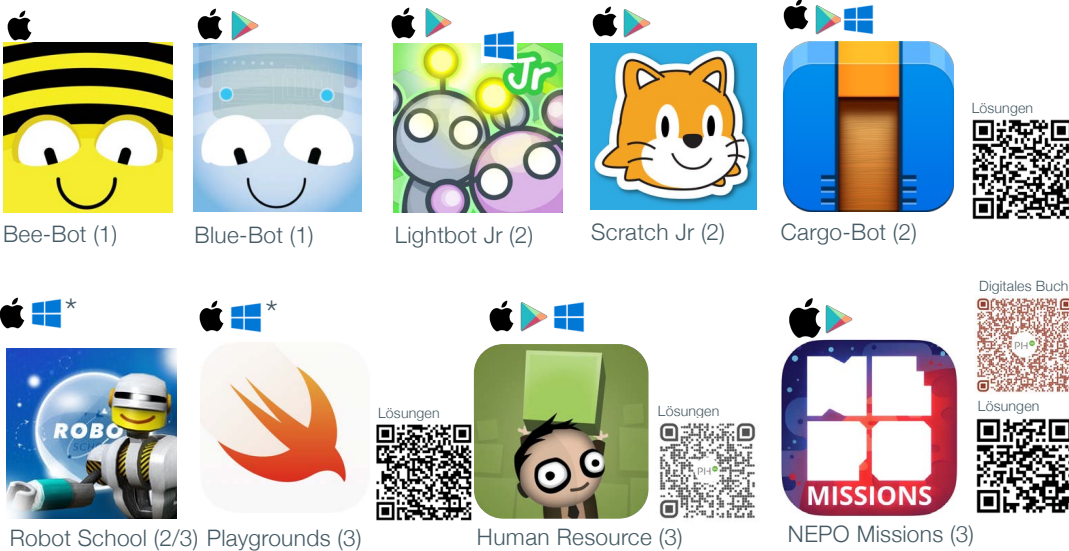 Jr
Lösungen
Bee-Bot (1)
Blue-Bot (1)
Lightbot Jr (2)
Scratch Jr (2)
Cargo-Bot (2)
Digitales Buch
*
*
PH
ROBO
Lösungen
Lösungen
Lösungen
PH
MISSIONS
Robot School (2/3)
Playgrounds (3)
Human Resource (3)
NEPO Missions (3)